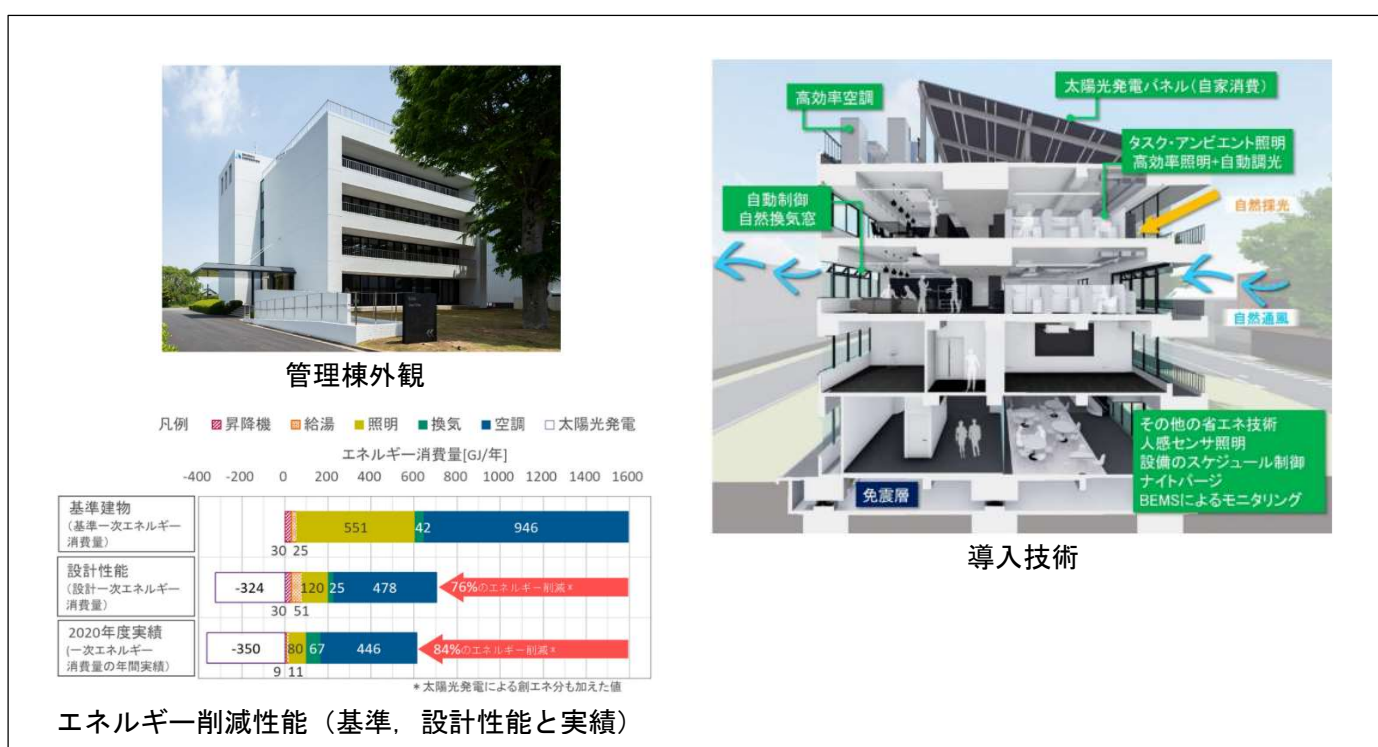 管理棟外観
凡例 昇降機 給湯 照明 換気 空調 太陽光発電
エネルギー消費量[GJ/年]
-400 -200 0 200 400 600 800 1000 1200 1400 1600
基準建物
(基準一次エネルギー
消費量)
551 42 946
30 25
設計性能
(設計一次エネルギー
消費量)
-324 120 25 478
76%のエネルギー削減*
30 51
2020年度実績
(一次エネルギー
消費量の年間実績)
-350 80 67 446
84%のエネルギー削減*
9 11
*太陽光発電による創エネ分も加えた値
エネルギー削減性能（基準，設計性能と実績）
高効率空調
太陽光発電パネル(自家消費)
タスク・アンビエント照明
高効率照明+自動調光
自動制御
自然換気窓
自然採光
自然通風
その他の省エネ技術
人感センサ照明
設備のスケジュール制御
ナイトパージ
BEMSによるモニタリング
免震層
導入技術